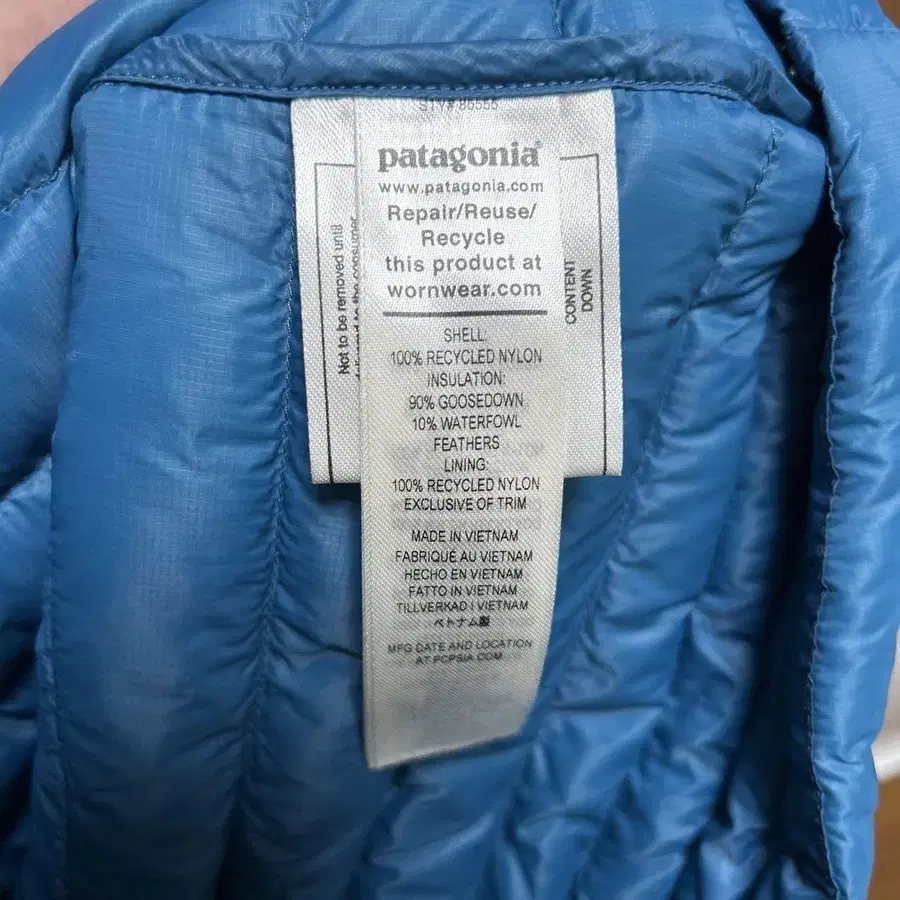 patagonia®
www.patagonia.com
Repair/Reuse/
Recycle
this product at
wornwear.com
SHELL:
100% RECYCLED NYLON
INSULATION:
90% GOOSEDOWN
10% WATERFOWL
FEATHERS
LINING:
100% RECYCLED NYLON
EXCLUSIVE OF TRIM
MADE IN VIETNAM
FABRIQUÉ AU VIETNAM
HECHO EN VIETNAM
FATTO IN VIETNAM
TILLVERKAD I VIETNAM
ベトナム製
MFG DATE AND LOCATION
AT PCPSIA.COM
Not to be removed until
CONTENT
DOWN